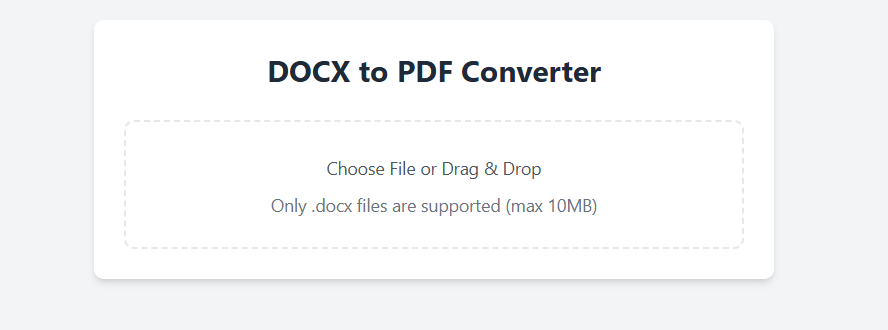 DOCX to PDF Converter
Choose File or Drag & Drop
Only .docx files are supported (max 10MB)